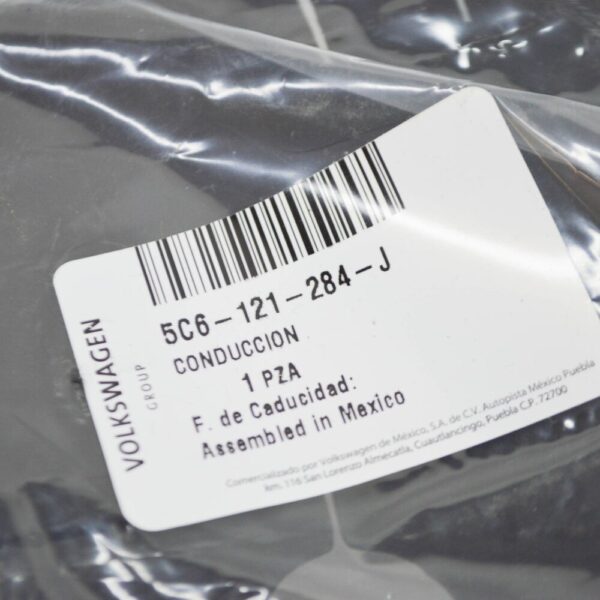 VOLKSWAGEN
GROUP
5C6-121-284-J
CONDUCCION
1 PZA
F. de Caducidad:
Assembled in Mexico
Comercializado por Volkswagen de México, S.A. de C.V. Autopista México Puebla
km. 116 San Lorenzo Almecatla, Cuautlancingo, Puebla C.P. 72700